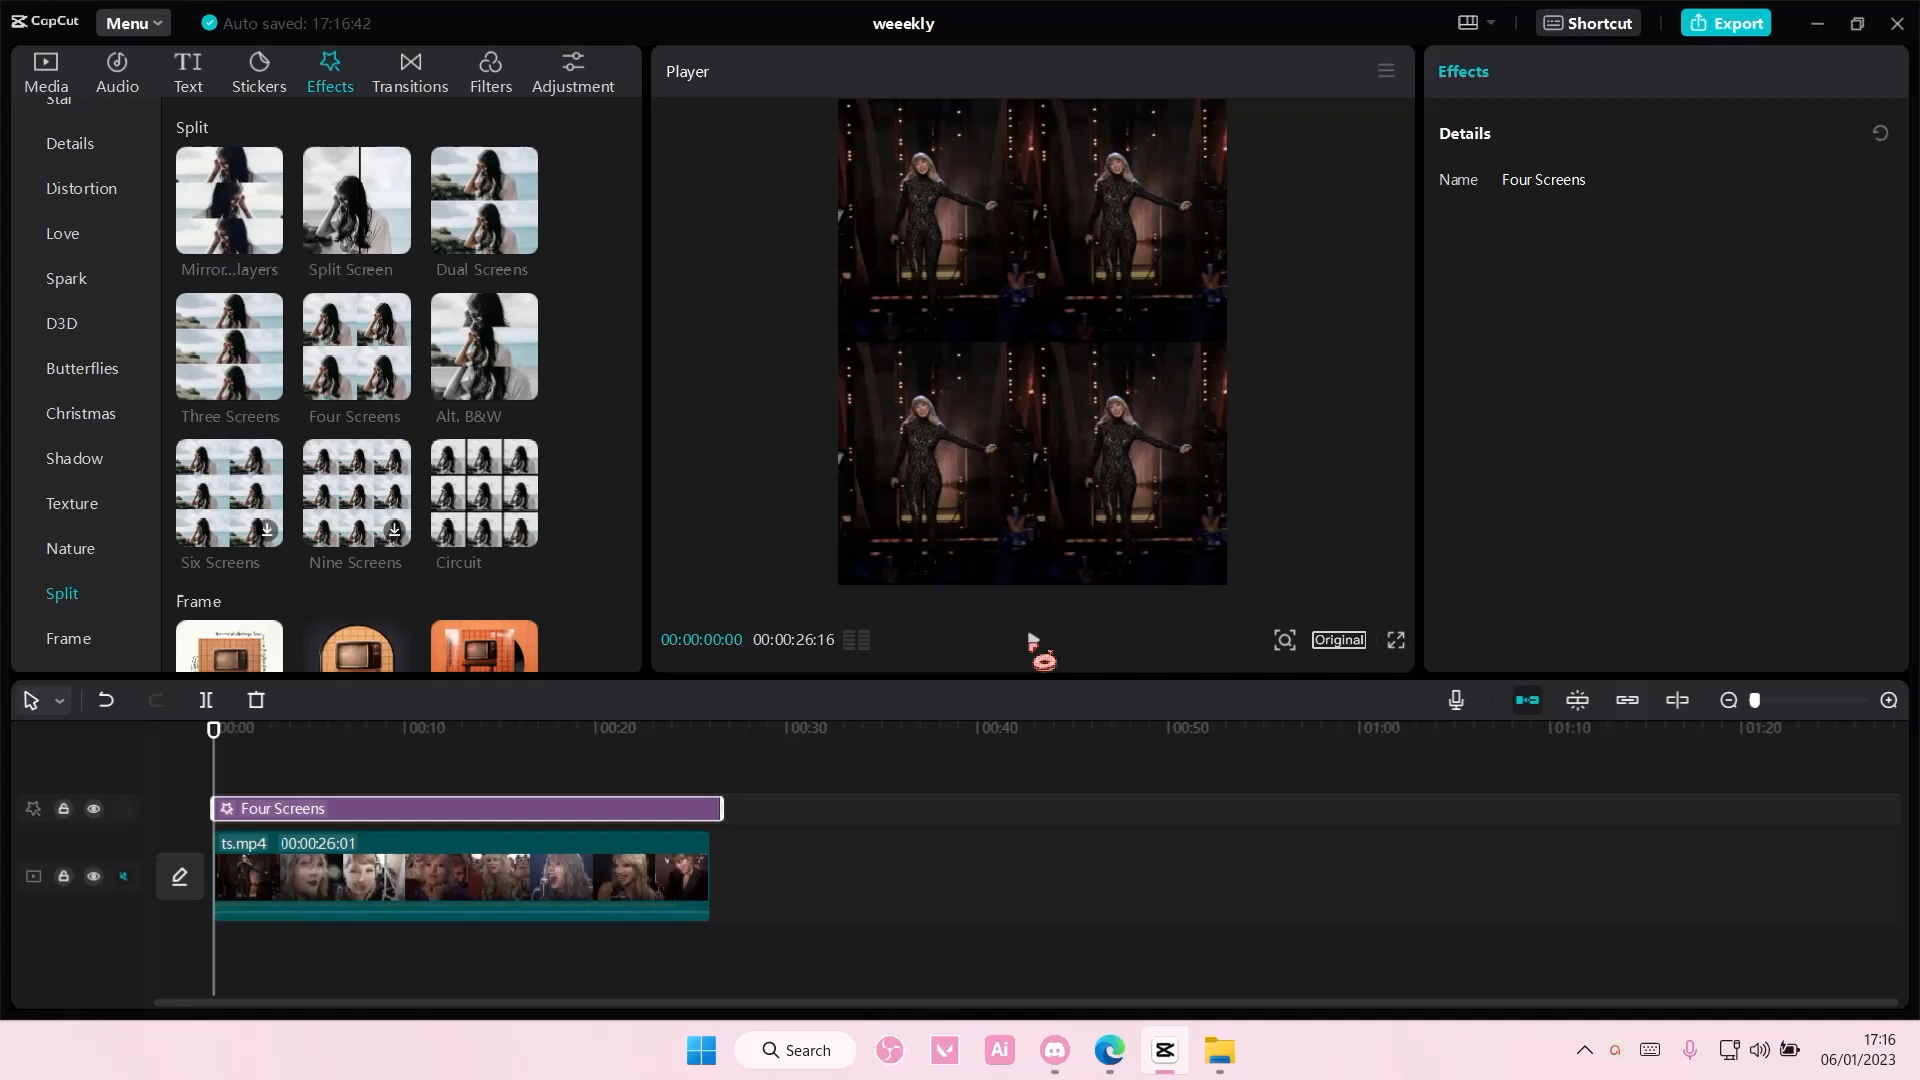 CapCut
Menu
Auto saved: 17:16:42
weeekly
Shortcut
Export
Media
Audio
Text
Stickers
Effects
Transitions
Filters
Adjustment
Star
Details
Distortion
Love
Spark
D3D
Butterflies
Christmas
Shadow
Texture
Nature
Split
Frame
Split
Mirror...layers
Split Screen
Dual Screens
Three Screens
Four Screens
Alt. B&W
Six Screens
Nine Screens
Circuit
Frame
Player
00:00:00:00
00:00:26:16
Original
Effects
Details
Name
Four Screens
00:00
00:10
00:20
00:30
00:40
00:50
01:00
01:10
01:20
Four Screens
ts.mp4
00:00:26:01
Search
Ai
17:16
06/01/2023